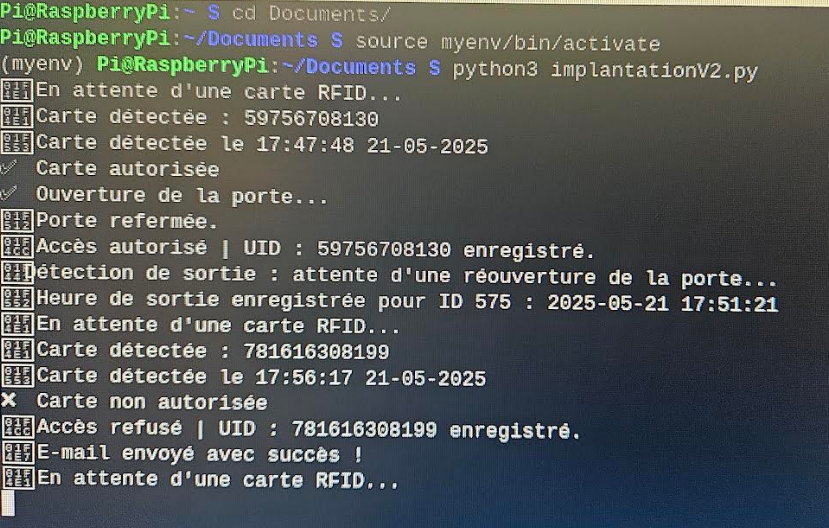 Pi@RaspberryPi:~ $ cd Documents/
Pi@RaspberryPi:~/Documents $ source myenv/bin/activate
(myenv) Pi@RaspberryPi:~/Documents $ python3 implantationV2.py
En attente d'une carte RFID...
Carte détectée : 59756708130
Carte détectée le 17:47:48 21-05-2025
✓ Carte autorisée
✓ Ouverture de la porte...
Porte refermée.
Accès autorisé | UID : 59756708130 enregistré.
Détection de sortie : attente d'une réouverture de la porte...
Heure de sortie enregistrée pour ID 575 : 2025-05-21 17:51:21
En attente d'une carte RFID...
Carte détectée : 781616308199
Carte détectée le 17:56:17 21-05-2025
❌ Carte non autorisée
Accès refusé | UID : 781616308199 enregistré.
E-mail envoyé avec succès !
En attente d'une carte RFID...